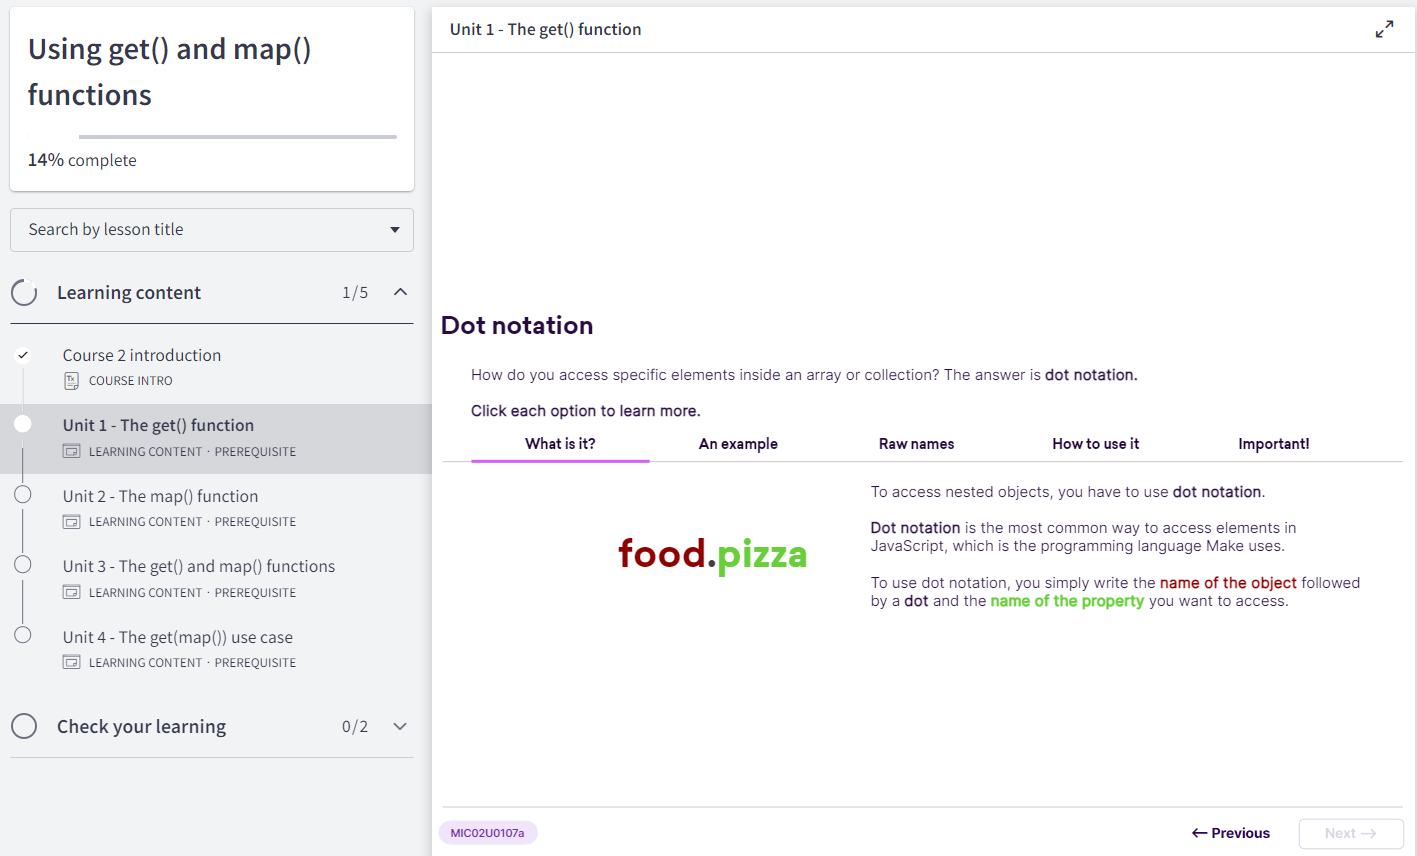 Using get() and map()
functions
14% complete
Search by lesson title
Learning content 1/5
Course 2 introduction
COURSE INTRO
Unit 1 - The get() function
LEARNING CONTENT · PREREQUISITE
Unit 2 - The map() function
LEARNING CONTENT · PREREQUISITE
Unit 3 - The get() and map() functions
LEARNING CONTENT · PREREQUISITE
Unit 4 - The get(map()) use case
LEARNING CONTENT · PREREQUISITE
Check your learning 0/2
Unit 1 - The get() function
Dot notation
How do you access specific elements inside an array or collection? The answer is dot notation.
Click each option to learn more.
What is it? An example Raw names How to use it Important!
food.pizza
To access nested objects, you have to use dot notation.
Dot notation is the most common way to access elements in
JavaScript, which is the programming language Make uses.
To use dot notation, you simply write the name of the object followed
by a dot and the name of the property you want to access.
MIC02U0107a
← Previous
Next →